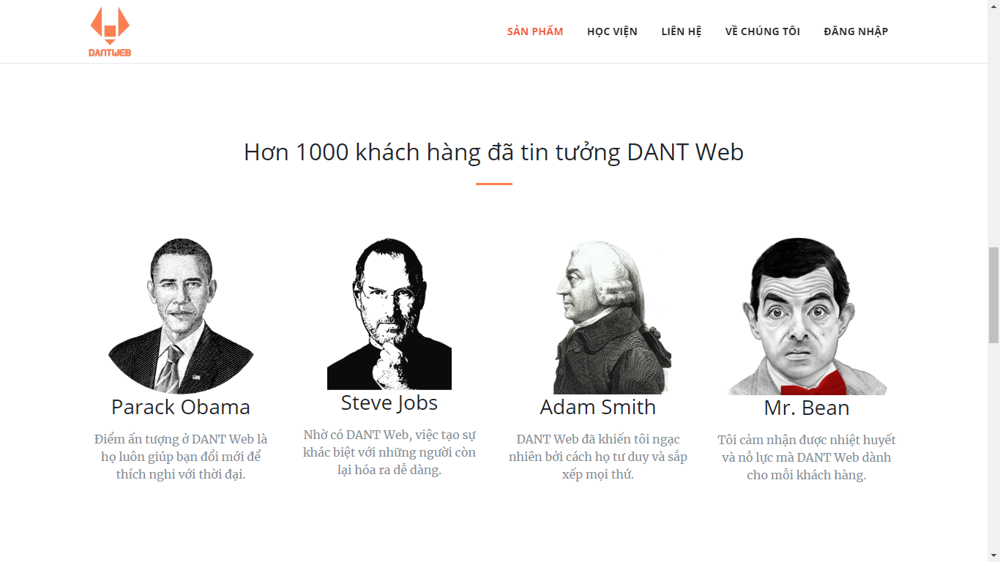 DANTWEB
SẢN PHẨM
HỌC VIỆN
LIÊN HỆ
VỀ CHÚNG TÔI
ĐĂNG NHẬP
Hơn 1000 khách hàng đã tin tưởng DANT Web
Parack Obama
Điểm ấn tượng ở DANT Web là
họ luôn giúp bạn đổi mới để
thích nghi với thời đại.
Steve Jobs
Nhờ có DANT Web, việc tạo sự
khác biệt với những người còn
lại hóa ra dễ dàng.
Adam Smith
DANT Web đã khiến tôi ngạc
nhiên bởi cách họ tư duy và sắp
xếp mọi thứ.
Mr. Bean
Tôi cảm nhận được nhiệt huyết
và nỗ lực mà DANT Web dành
cho mỗi khách hàng.